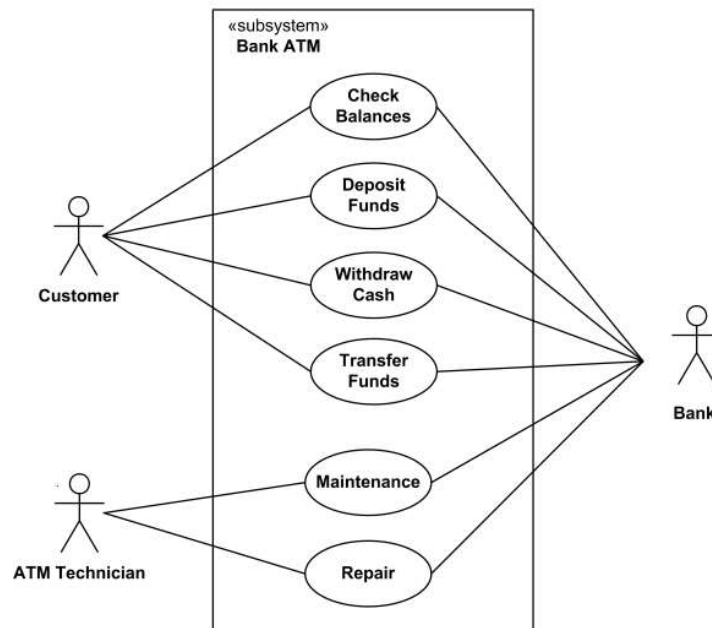 «subsystem»
Bank ATM
Check
Balances
Deposit
Funds
Customer
Withdraw
Cash
Transfer
Funds
Bank
Maintenance
ATM Technician
Repair